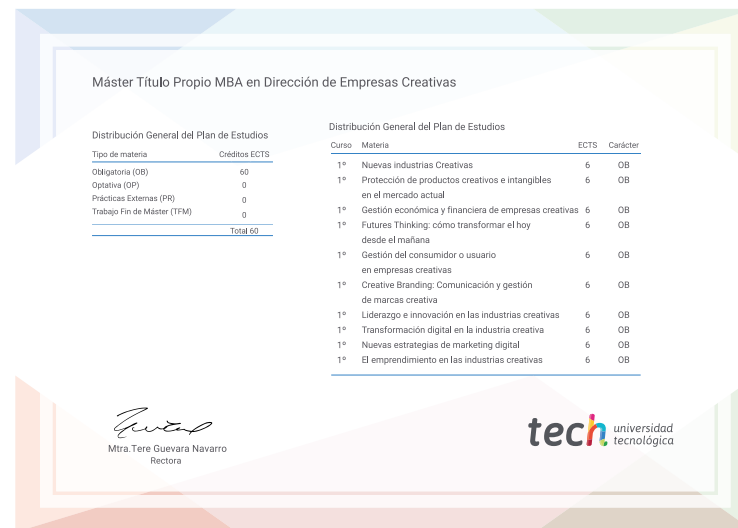 Máster Título Propio MBA en Dirección de Empresas Creativas
Distribución General del Plan de Estudios
Tipo de materia Créditos ECTS
Obligatoria (OB) 60
Optativa (OP) 0
Prácticas Externas (PR) 0
Trabajo Fin de Máster (TFM) 0
Total 60
Distribución General del Plan de Estudios
Curso Materia ECTS Carácter
1º Nuevas industrias Creativas 6 OB
1º Protección de productos creativos e intangibles 6 OB
en el mercado actual
1º Gestión económica y financiera de empresas creativas 6 OB
1º Futures Thinking: cómo transformar el hoy 6 OB
desde el mañana
1º Gestión del consumidor o usuario 6 OB
en empresas creativas
1º Creative Branding: Comunicación y gestión 6 OB
de marcas creativa
1º Liderazgo e innovación en las industrias creativas 6 OB
1º Transformación digital en la industria creativa 6 OB
1º Nuevas estrategias de marketing digital 6 OB
1º El emprendimiento en las industrias creativas 6 OB
Mtra.Tere Guevara Navarro
Rectora
tech universidad
tecnológica